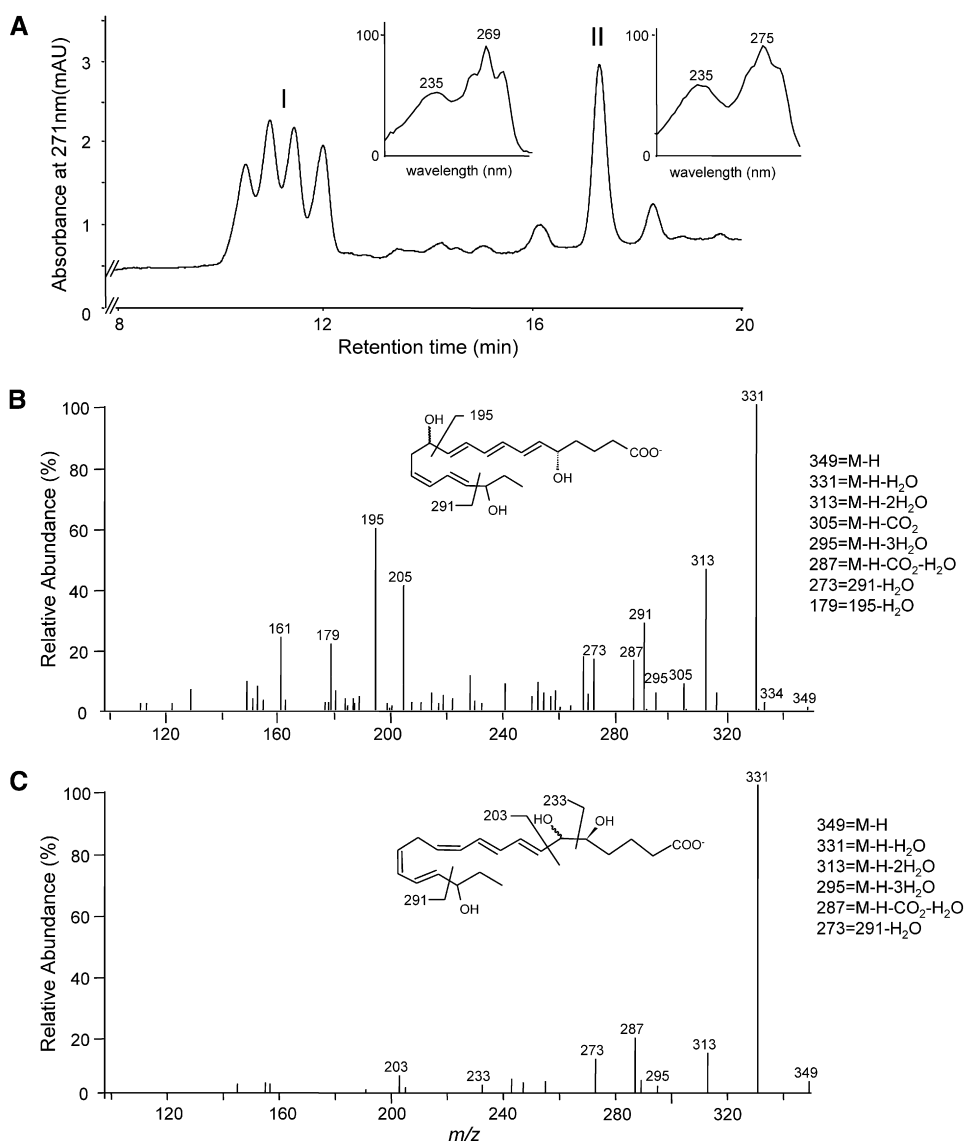 A
Absorbance at 271nm(mAU)
3
2
1
0
I
II
100
269
235
0
wavelength (nm)
100
275
235
0
wavelength (nm)
8 12 16 20
Retention time (min)
B
Relative Abundance (%)
100
80
60
40
20
0
331
OH
195
COO-
OH
291
OH
195
205
161
179
313
291
273
287
295
305
334
349
120 160 200 240 280 320
349=M-H
331=M-H-H2O
313=M-H-2H2O
305=M-H-CO2
295=M-H-3H2O
287=M-H-CO2-H2O
273=291-H2O
179=195-H2O
C
Relative Abundance (%)
100
80
60
40
20
0
331
233
203
HO
OH
COO-
291
OH
203
233
273
287
295
313
349
120 160 200 240 280 320
m/z
349=M-H
331=M-H-H2O
313=M-H-2H2O
295=M-H-3H2O
287=M-H-CO2-H2O
273=291-H2O